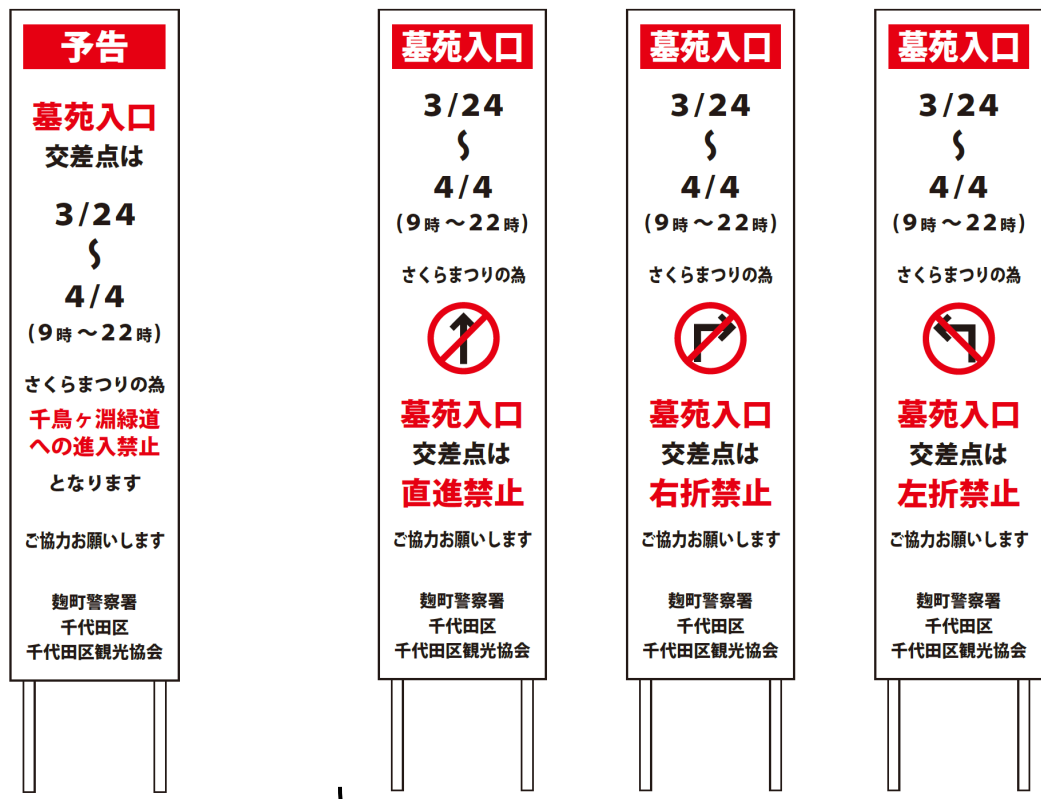 予告
墓苑入口
交差点は
3/24
〜
4/4
(9時〜22時)
さくらまつりの為
千鳥ヶ淵緑道
への進入禁止
となります
ご協力お願いします
麹町警察署
千代田区
千代田区観光協会
墓苑入口
3/24
〜
4/4
(9時〜22時)
さくらまつりの為
墓苑入口
交差点は
直進禁止
ご協力お願いします
麹町警察署
千代田区
千代田区観光協会
墓苑入口
3/24
〜
4/4
(9時〜22時)
さくらまつりの為
墓苑入口
交差点は
右折禁止
ご協力お願いします
麹町警察署
千代田区
千代田区観光協会
墓苑入口
3/24
〜
4/4
(9時〜22時)
さくらまつりの為
墓苑入口
交差点は
左折禁止
ご協力お願いします
麹町警察署
千代田区
千代田区観光協会